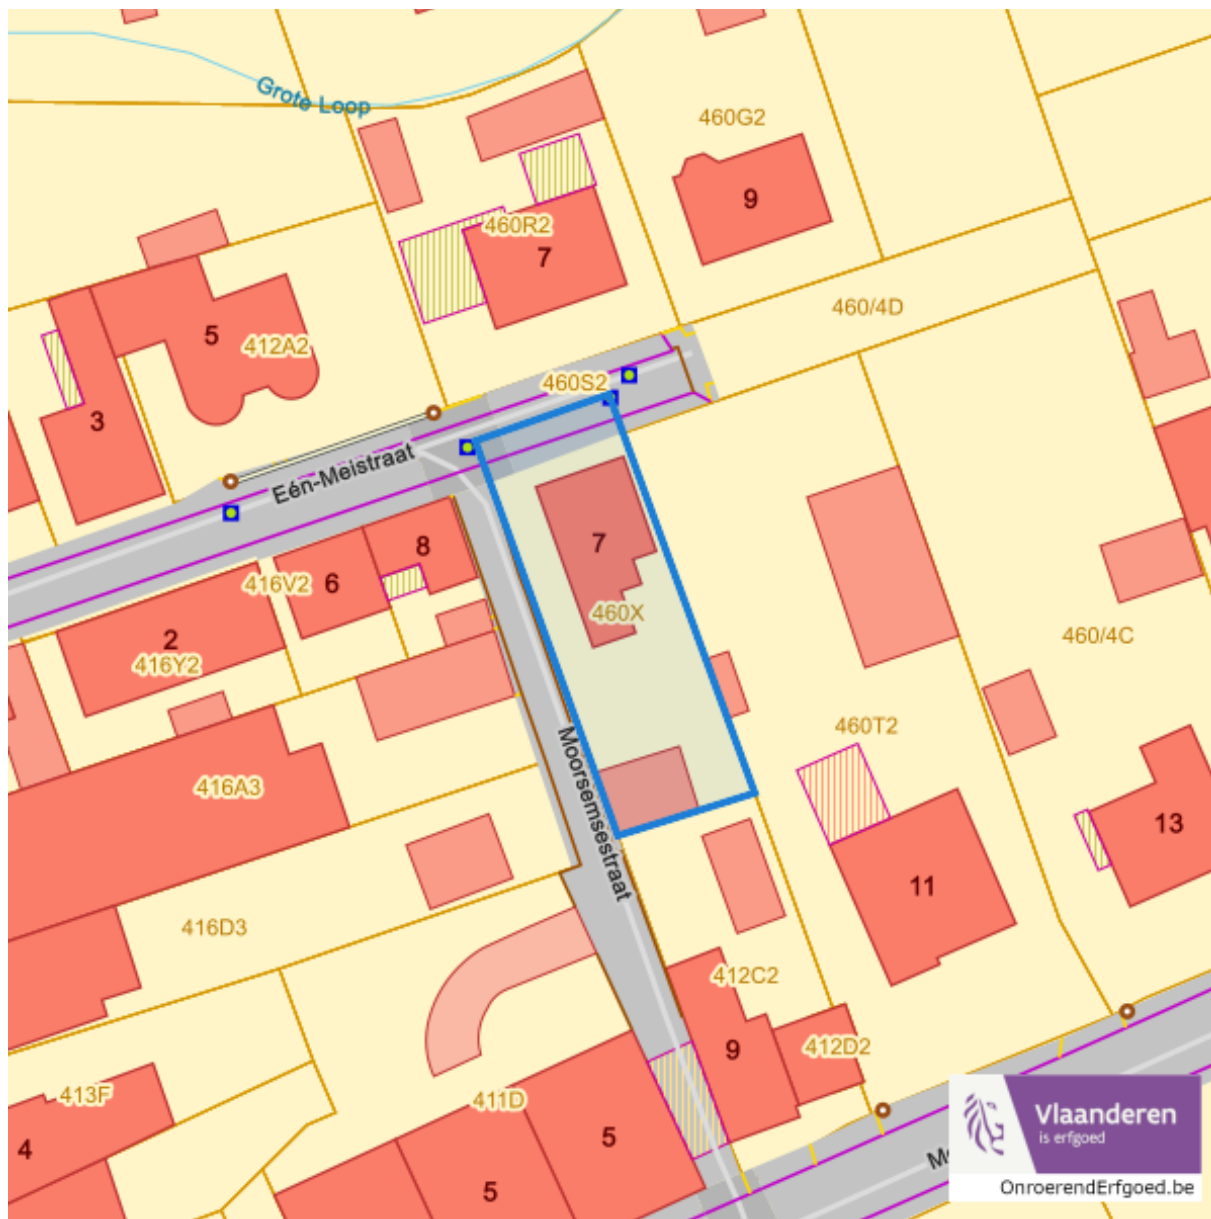 Grote Loop
460G2
9
460R2
7
460/4D
5
412A2
3
460S2
Eén-Meistraat
7
8
416V2
6
460X
2
416Y2
460/4C
460T2
416A3
Moorsemsestraat
13
11
416D3
412C2
9
412D2
413F
411D
5
4
5
Vlaanderen
is erfgoed
OnroerendErfgoed.be